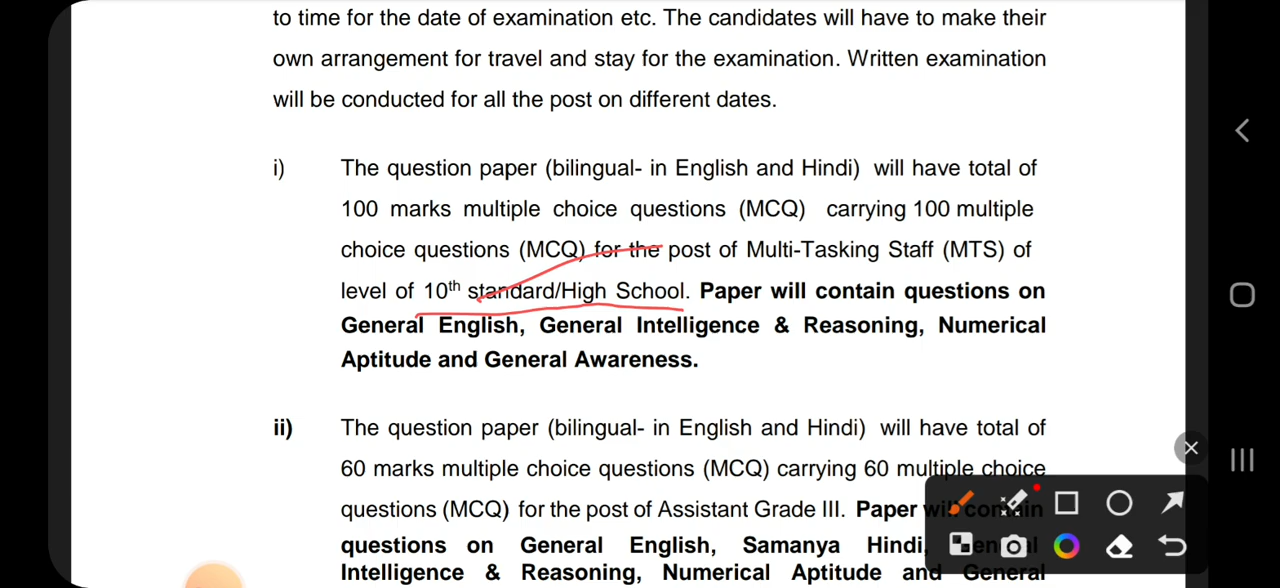 to time for the date of examination etc. The candidates will have to make their
own arrangement for travel and stay for the examination. Written examination
will be conducted for all the post on different dates.
i) The question paper (bilingual- in English and Hindi) will have total of
100 marks multiple choice questions (MCQ) carrying 100 multiple
choice questions (MCQ) for the post of Multi-Tasking Staff (MTS) of
level of 10th standard/High School. Paper will contain questions on
General English, General Intelligence & Reasoning, Numerical
Aptitude and General Awareness.
ii) The question paper (bilingual- in English and Hindi) will have total of
60 marks multiple choice questions (MCQ) carrying 60 multiple choice
questions (MCQ) for the post of Assistant Grade III. Paper will contain
questions on General English, Samanya Hindi, General
Intelligence & Reasoning, Numerical Aptitude and General